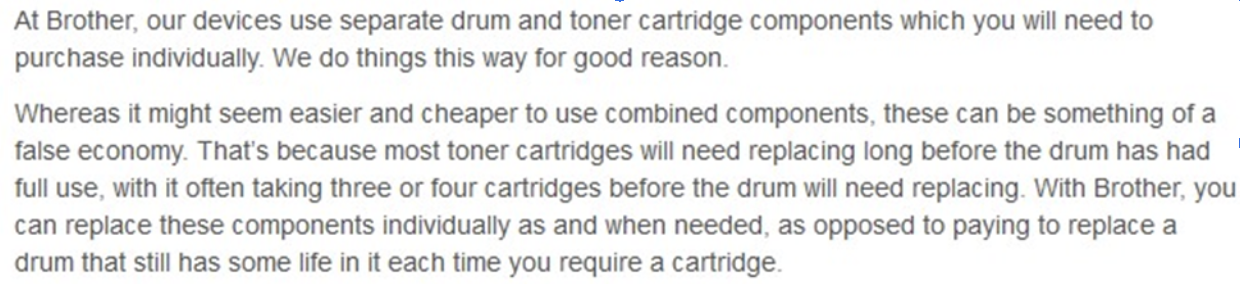 At Brother, our devices use separate drum and toner cartridge components which you will need to
purchase individually. We do things this way for good reason.
Whereas it might seem easier and cheaper to use combined components, these can be something of a
false economy. That's because most toner cartridges will need replacing long before the drum has had
full use, with it often taking three or four cartridges before the drum will need replacing. With Brother, you
can replace these components individually as and when needed, as opposed to paying to replace a
drum that still has some life in it each time you require a cartridge.